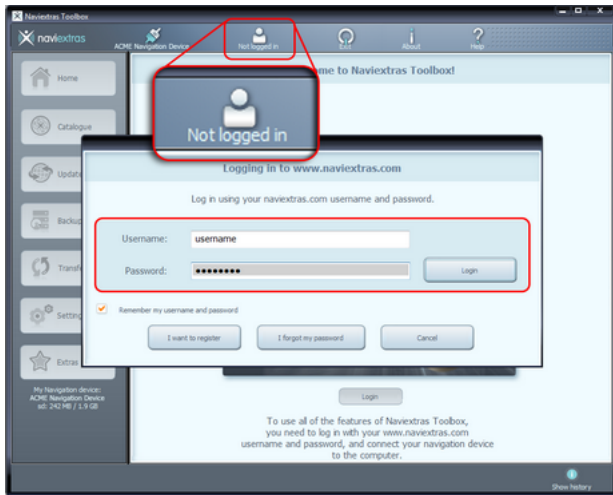 Naviextras Toolbox
naviextras
ACME Navigation Device
Not logged in
Exit
About
Help
Home
Catalogue
Update
Backup
Transf
Setting
Extras
My Navigation device:
ACME Navigation Device
sd: 242 MB / 1.9 GB
me to Naviextras Toolbox!
Not logged in
Logging in to www.naviextras.com
Log in using your naviextras.com username and password.
Username:
username
Password:
••••••••
Login
Remember my username and password
I want to register
I forgot my password
Cancel
Login
To use all of the features of Naviextras Toolbox,
you need to log in with your www.naviextras.com
username and password, and connect your navigation device
to the computer.
Show history